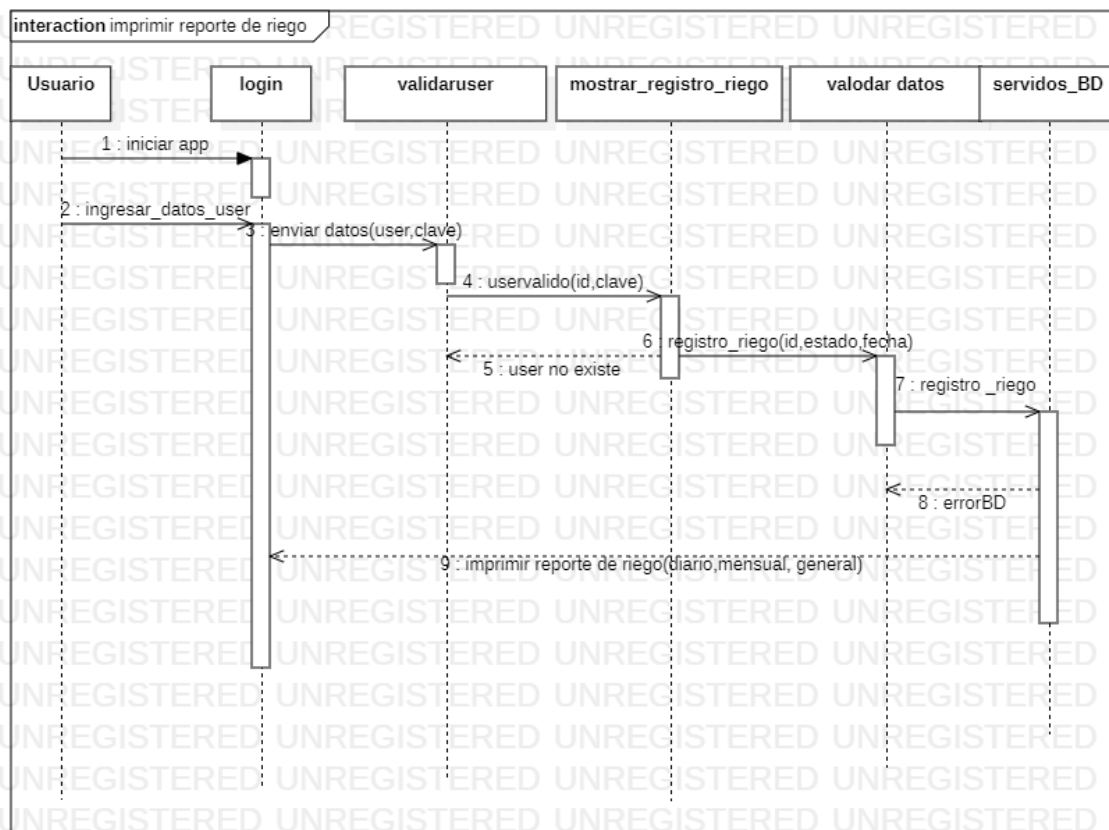 interaction imprimir reporte de riego
Usuario
login
validaruser
mostrar_registro_riego
valodar datos
servidos_BD
1 : iniciar app
2 : ingresar_datos_user
3 : enviar datos(user,clave)
4 : uservalido(id,clave)
6 : registro_riego(id,estado,fecha)
5 : user no existe
7 : registro _riego
8 : errorBD
9 : imprimir reporte de riego(diario,mensual, general)
UNREGISTERED